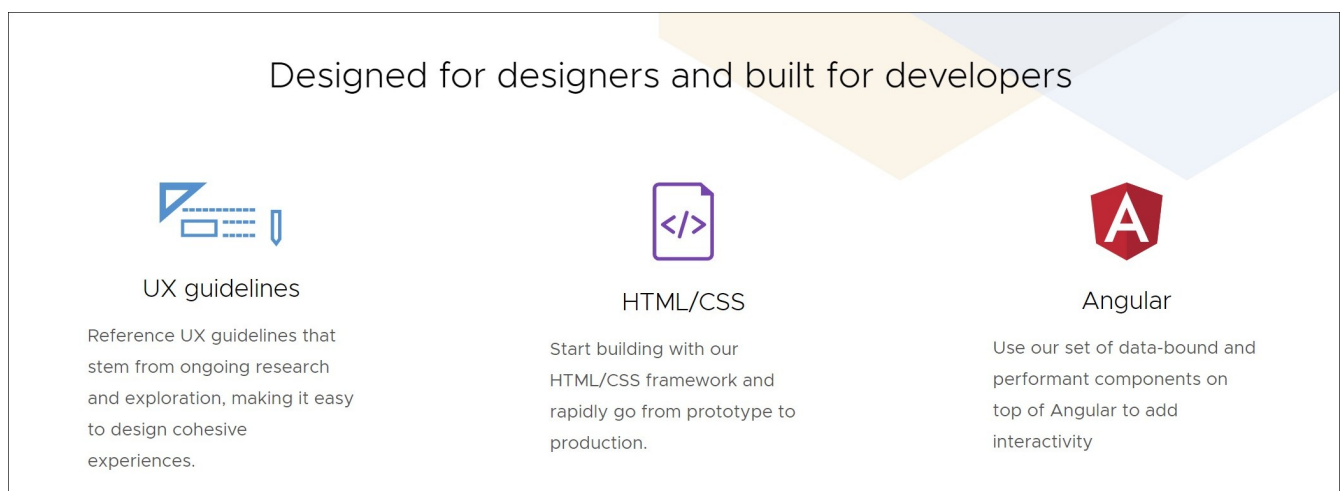 Designed for designers and built for developers
UX guidelines
Reference UX guidelines that
stem from ongoing research
and exploration, making it easy
to design cohesive
experiences.
</>
HTML/CSS
Start building with our
HTML/CSS framework and
rapidly go from prototype to
production.
A
Angular
Use our set of data-bound and
performant components on
top of Angular to add
interactivity